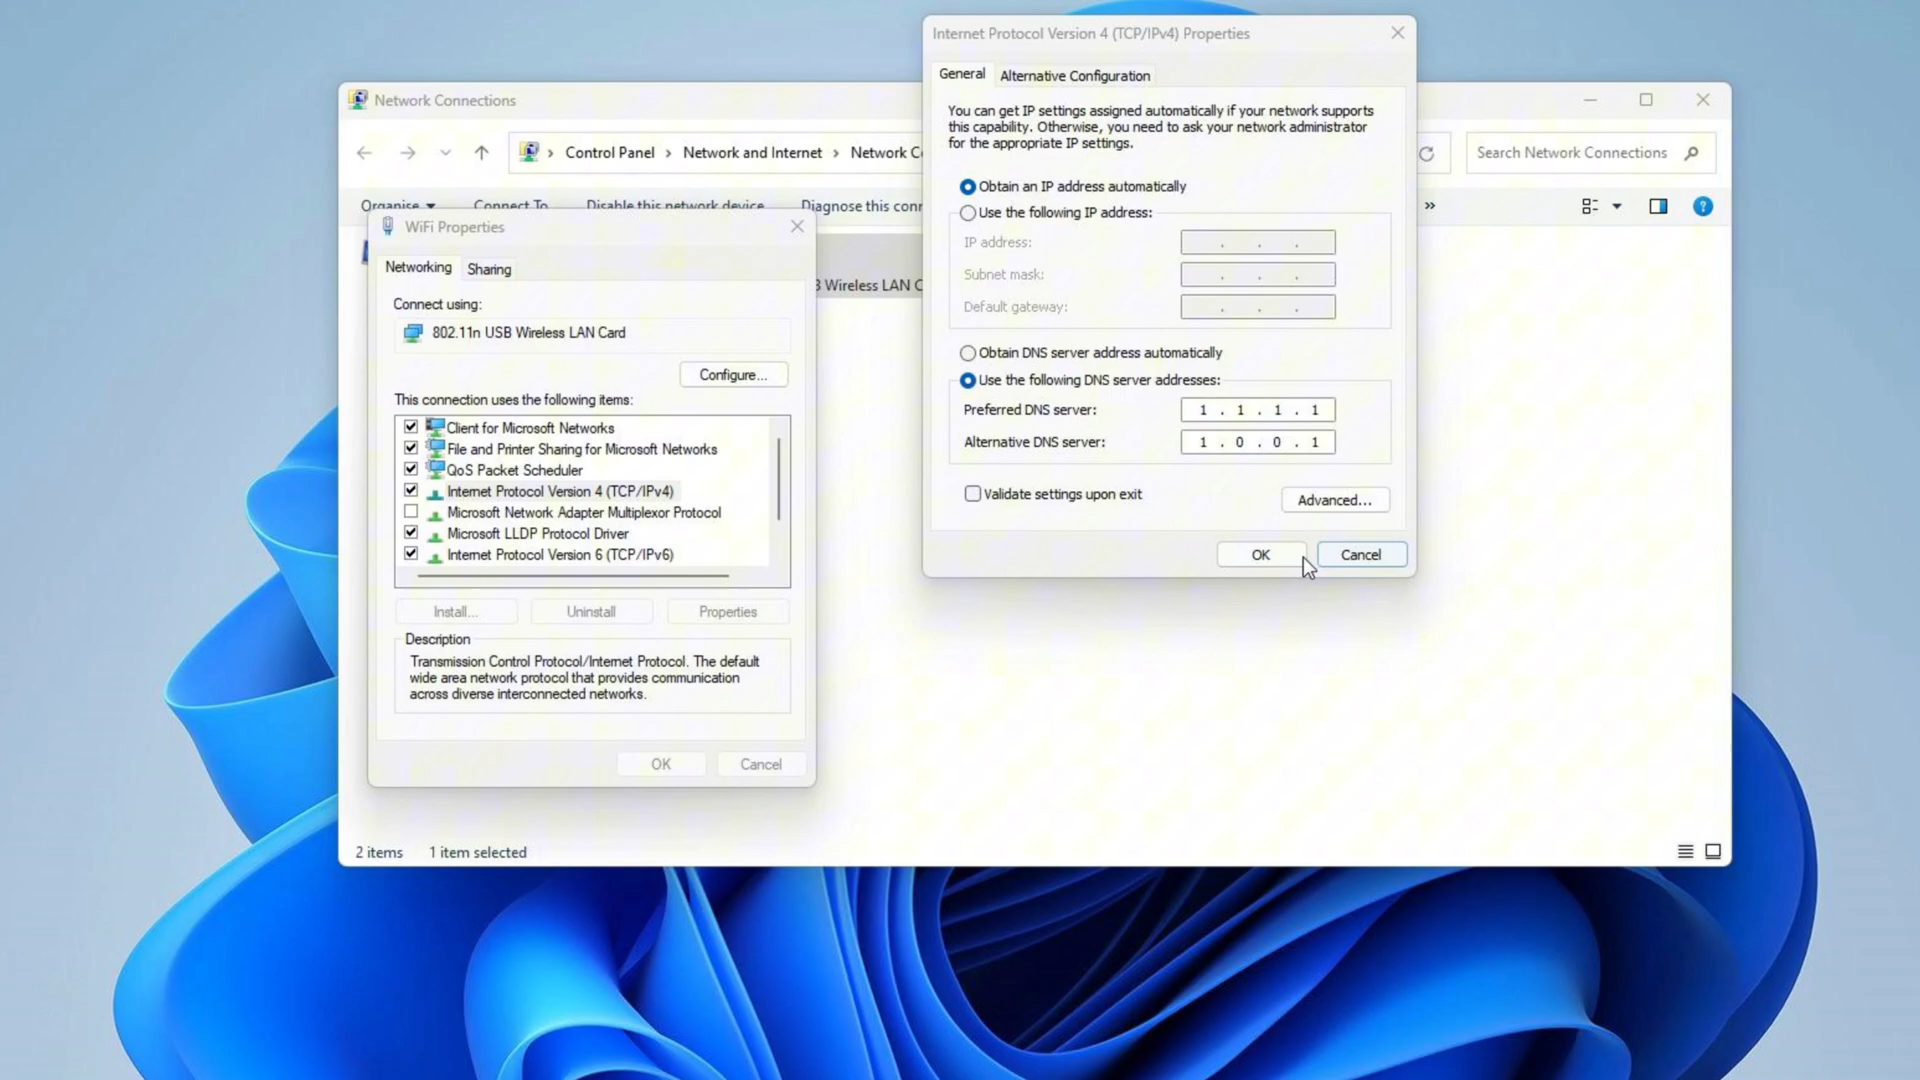 Internet Protocol Version 4 (TCP/IPv4) Properties
General
Alternative Configuration
You can get IP settings assigned automatically if your network supports
this capability. Otherwise, you need to ask your network administrator
for the appropriate IP settings.
Obtain an IP address automatically
Use the following IP address:
IP address:
. . .
Subnet mask:
. . .
Default gateway:
. . .
Obtain DNS server address automatically
Use the following DNS server addresses:
Preferred DNS server:
1 . 1 . 1 . 1
Alternative DNS server:
1 . 0 . 0 . 1
Validate settings upon exit
Advanced...
OK
Cancel
Network Connections
Control Panel > Network and Internet > Network C
Search Network Connections
Organise
Connect To
Disable this network device
Diagnose this conn
»
Wireless LAN C
WiFi Properties
Networking
Sharing
Connect using:
802.11n USB Wireless LAN Card
Configure...
This connection uses the following items:
Client for Microsoft Networks
File and Printer Sharing for Microsoft Networks
QoS Packet Scheduler
Internet Protocol Version 4 (TCP/IPv4)
Microsoft Network Adapter Multiplexor Protocol
Microsoft LLDP Protocol Driver
Internet Protocol Version 6 (TCP/IPv6)
Install...
Uninstall
Properties
Description
Transmission Control Protocol/Internet Protocol. The default
wide area network protocol that provides communication
across diverse interconnected networks.
OK
Cancel
2 items
1 item selected